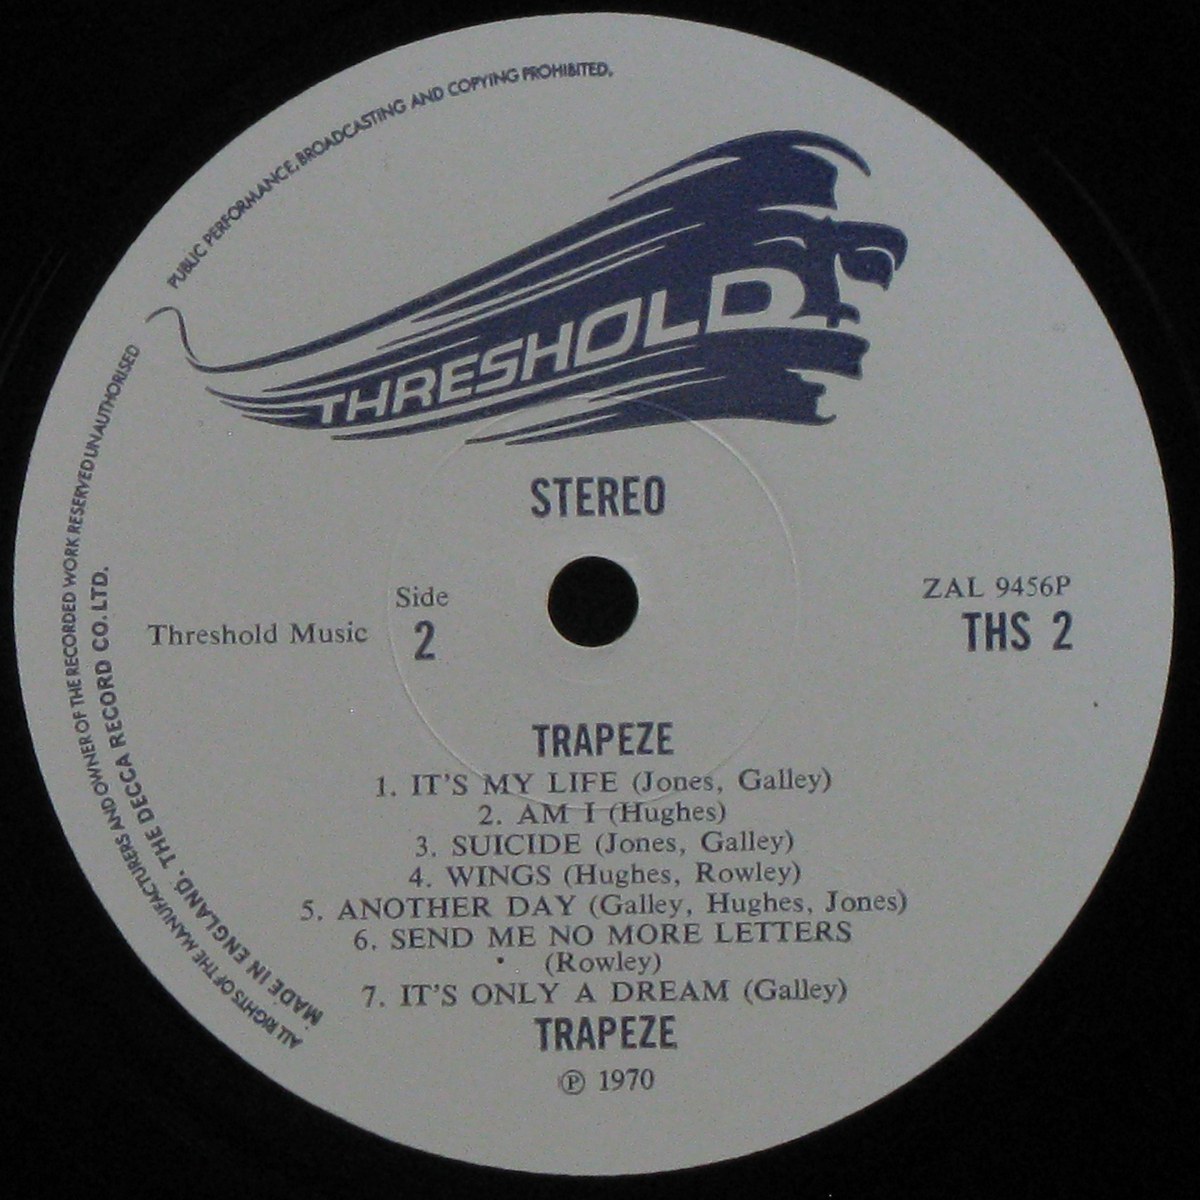 PUBLIC PERFORMANCE, BROADCASTING AND COPYING PROHIBITED.
THRESHOLD
STEREO
Side
2
Threshold Music
ZAL 9456P
THS 2
TRAPEZE
1. IT'S MY LIFE (Jones, Galley)
2. AM I (Hughes)
3. SUICIDE (Jones, Galley)
4. WINGS (Hughes, Rowley)
5. ANOTHER DAY (Galley, Hughes, Jones)
6. SEND ME NO MORE LETTERS
(Rowley)
7. IT'S ONLY A DREAM (Galley)
TRAPEZE
℗ 1970
MADE IN ENGLAND. THE DECCA RECORD CO. LTD.
ALL RIGHTS OF THE MANUFACTURERS AND OWNER OF THE RECORDED WORK RESERVED UNAUTHORISED